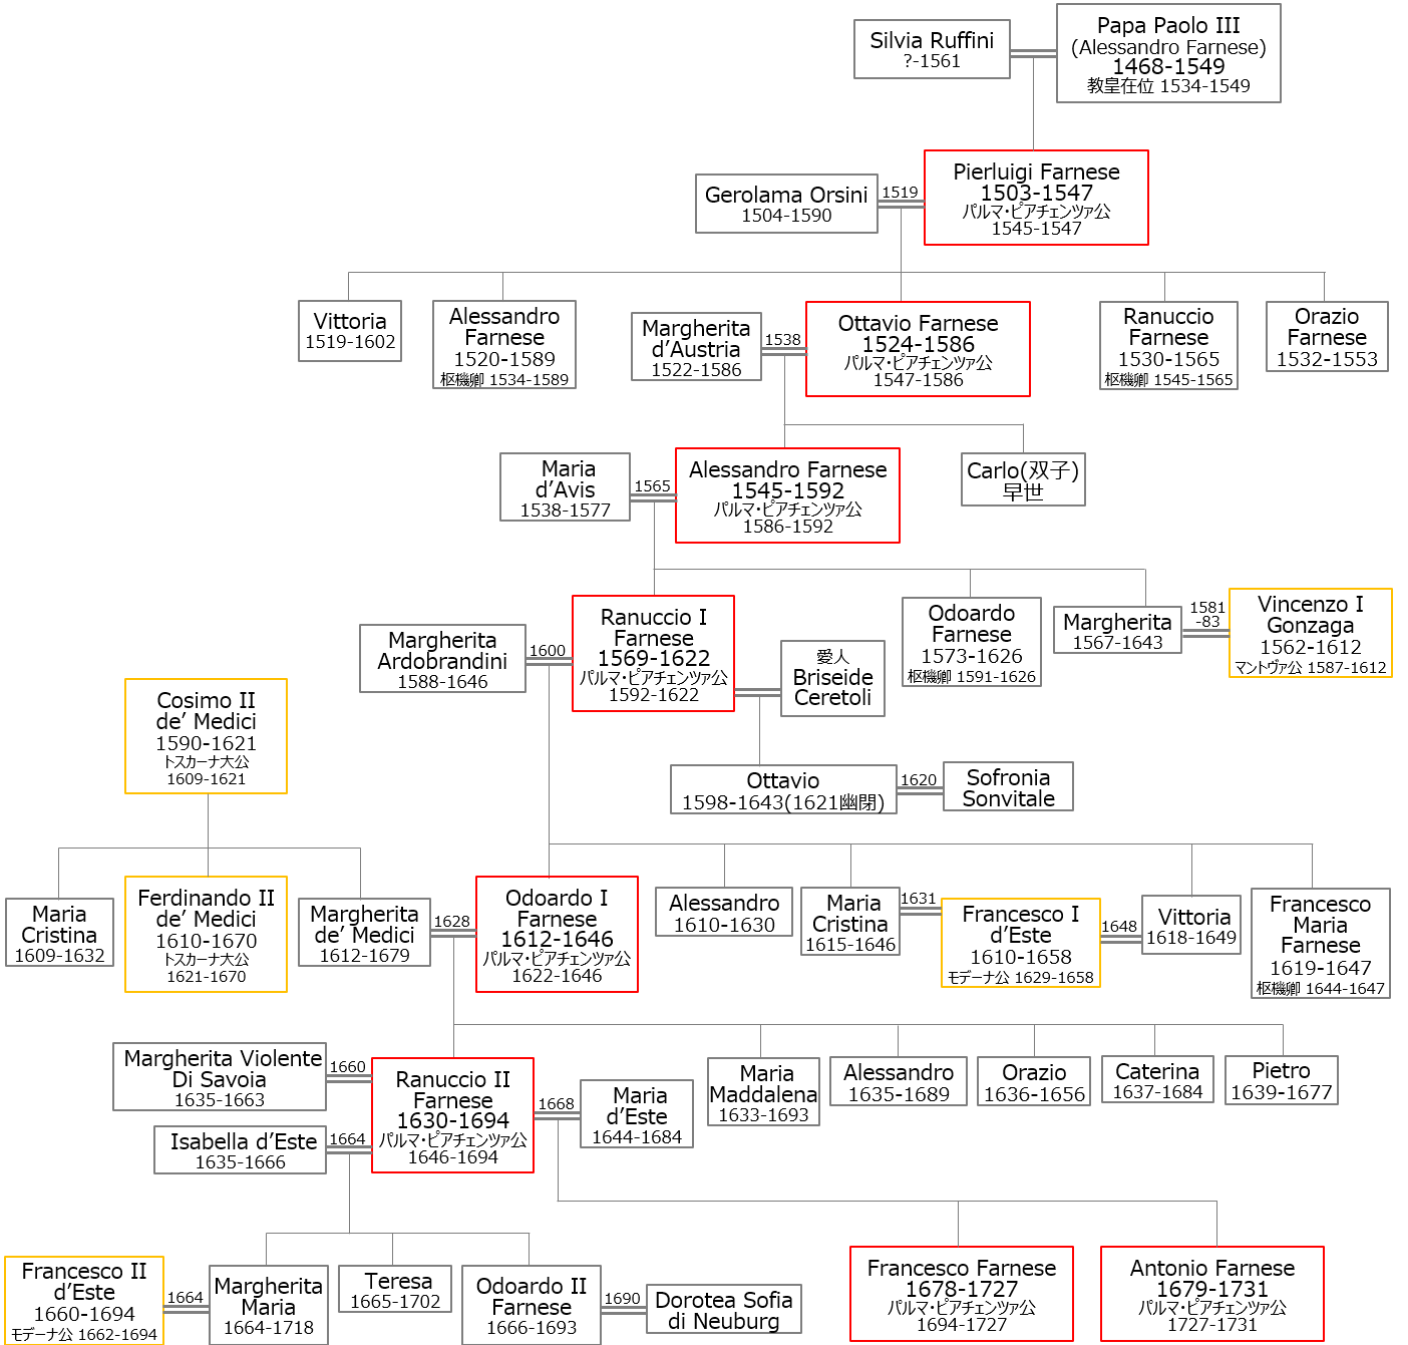 Silvia Ruffini
?-1561
Papa Paolo III
(Alessandro Farnese)
1468-1549
教皇在位 1534-1549
Gerolama Orsini
1504-1590
1519
Pierluigi Farnese
1503-1547
パルマ・ピアチェンツァ公
1545-1547
Vittoria
1519-1602
Alessandro
Farnese
1520-1589
枢機卿 1534-1589
Margherita
d’Austria
1522-1586
1538
Ottavio Farnese
1524-1586
パルマ・ピアチェンツァ公
1547-1586
Ranuccio
Farnese
1530-1565
枢機卿 1545-1565
Orazio
Farnese
1532-1553
Maria
d’Avis
1538-1577
1565
Alessandro Farnese
1545-1592
パルマ・ピアチェンツァ公
1586-1592
Carlo(双子)
早世
Margherita
Ardobrandini
1588-1646
1600
Ranuccio I
Farnese
1569-1622
パルマ・ピアチェンツァ公
1592-1622
愛人
Briseide
Ceretoli
Odoardo
Farnese
1573-1626
枢機卿 1591-1626
Margherita
1567-1643
1581
-83
Vincenzo I
Gonzaga
1562-1612
マントヴァ公 1587-1612
Cosimo II
de’ Medici
1590-1621
トスカーナ大公
1609-1621
Ottavio
1598-1643(1621幽閉)
1620
Sofronia
Sonvitale
Maria
Cristina
1609-1632
Ferdinando II
de’ Medici
1610-1670
トスカーナ大公
1621-1670
Margherita
de’ Medici
1612-1679
1628
Odoardo I
Farnese
1612-1646
パルマ・ピアチェンツァ公
1622-1646
Alessandro
1610-1630
Maria
Cristina
1615-1646
1631
Francesco I
d’Este
1610-1658
モデーナ公 1629-1658
1648
Vittoria
1618-1649
Francesco
Maria
Farnese
1619-1647
枢機卿 1644-1647
Margherita Violente
Di Savoia
1635-1663
1660
Isabella d’Este
1635-1666
1664
Ranuccio II
Farnese
1630-1694
パルマ・ピアチェンツァ公
1646-1694
1668
Maria
d’Este
1644-1684
Maria
Maddalena
1633-1693
Alessandro
1635-1689
Orazio
1636-1656
Caterina
1637-1684
Pietro
1639-1677
Francesco II
d’Este
1660-1694
モデーナ公 1662-1694
1664
Margherita
Maria
1664-1718
Teresa
1665-1702
Odoardo II
Farnese
1666-1693
1690
Dorotea Sofia
di Neuburg
Francesco Farnese
1678-1727
パルマ・ピアチェンツァ公
1694-1727
Antonio Farnese
1679-1731
パルマ・ピアチェンツァ公
1727-1731